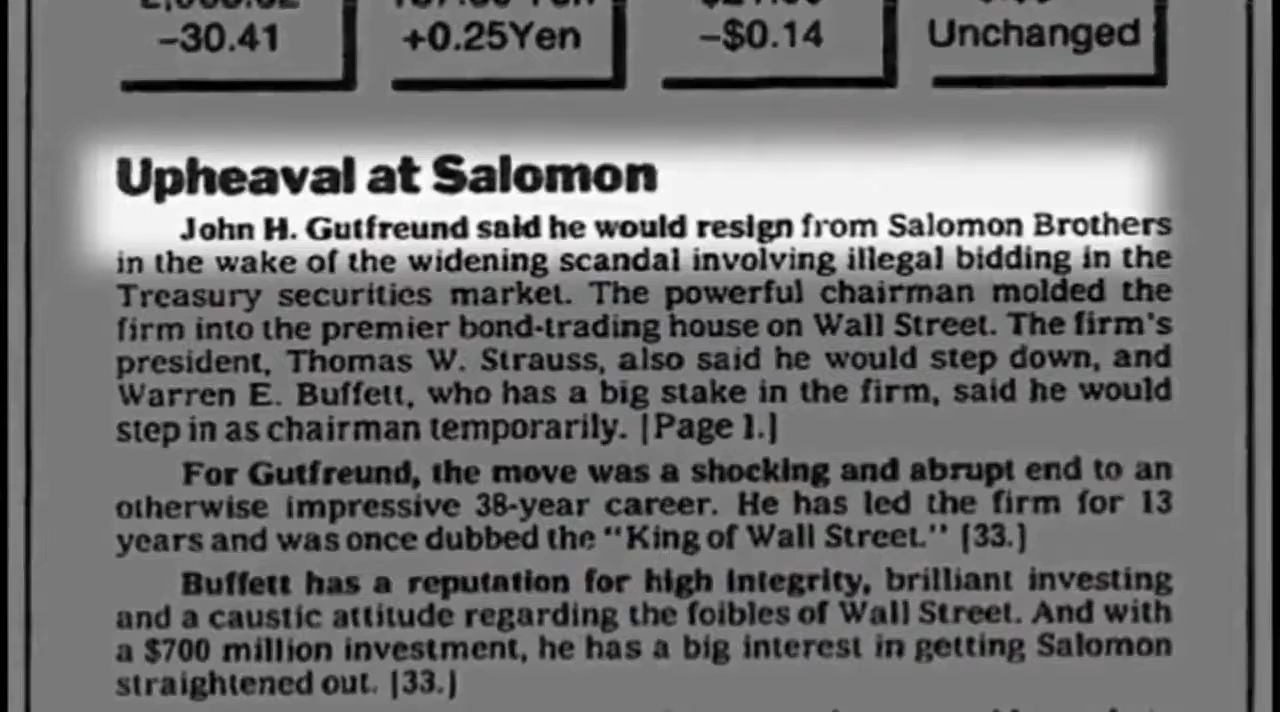 -30.41
+0.25Yen
-$0.14
Unchanged
Upheaval at Salomon
John H. Gutfreund said he would resign from Salomon Brothers
in the wake of the widening scandal involving illegal bidding in the
Treasury securities market. The powerful chairman molded the
firm into the premier bond-trading house on Wall Street. The firm's
president, Thomas W. Strauss, also said he would step down, and
Warren E. Buffett, who has a big stake in the firm, said he would
step in as chairman temporarily. [Page 1.]
For Gutfreund, the move was a shocking and abrupt end to an
otherwise impressive 38-year career. He has led the firm for 13
years and was once dubbed the "King of Wall Street." [33.]
Buffett has a reputation for high integrity, brilliant investing
and a caustic attitude regarding the foibles of Wall Street. And with
a $700 million investment, he has a big interest in getting Salomon
straightened out. [33.]